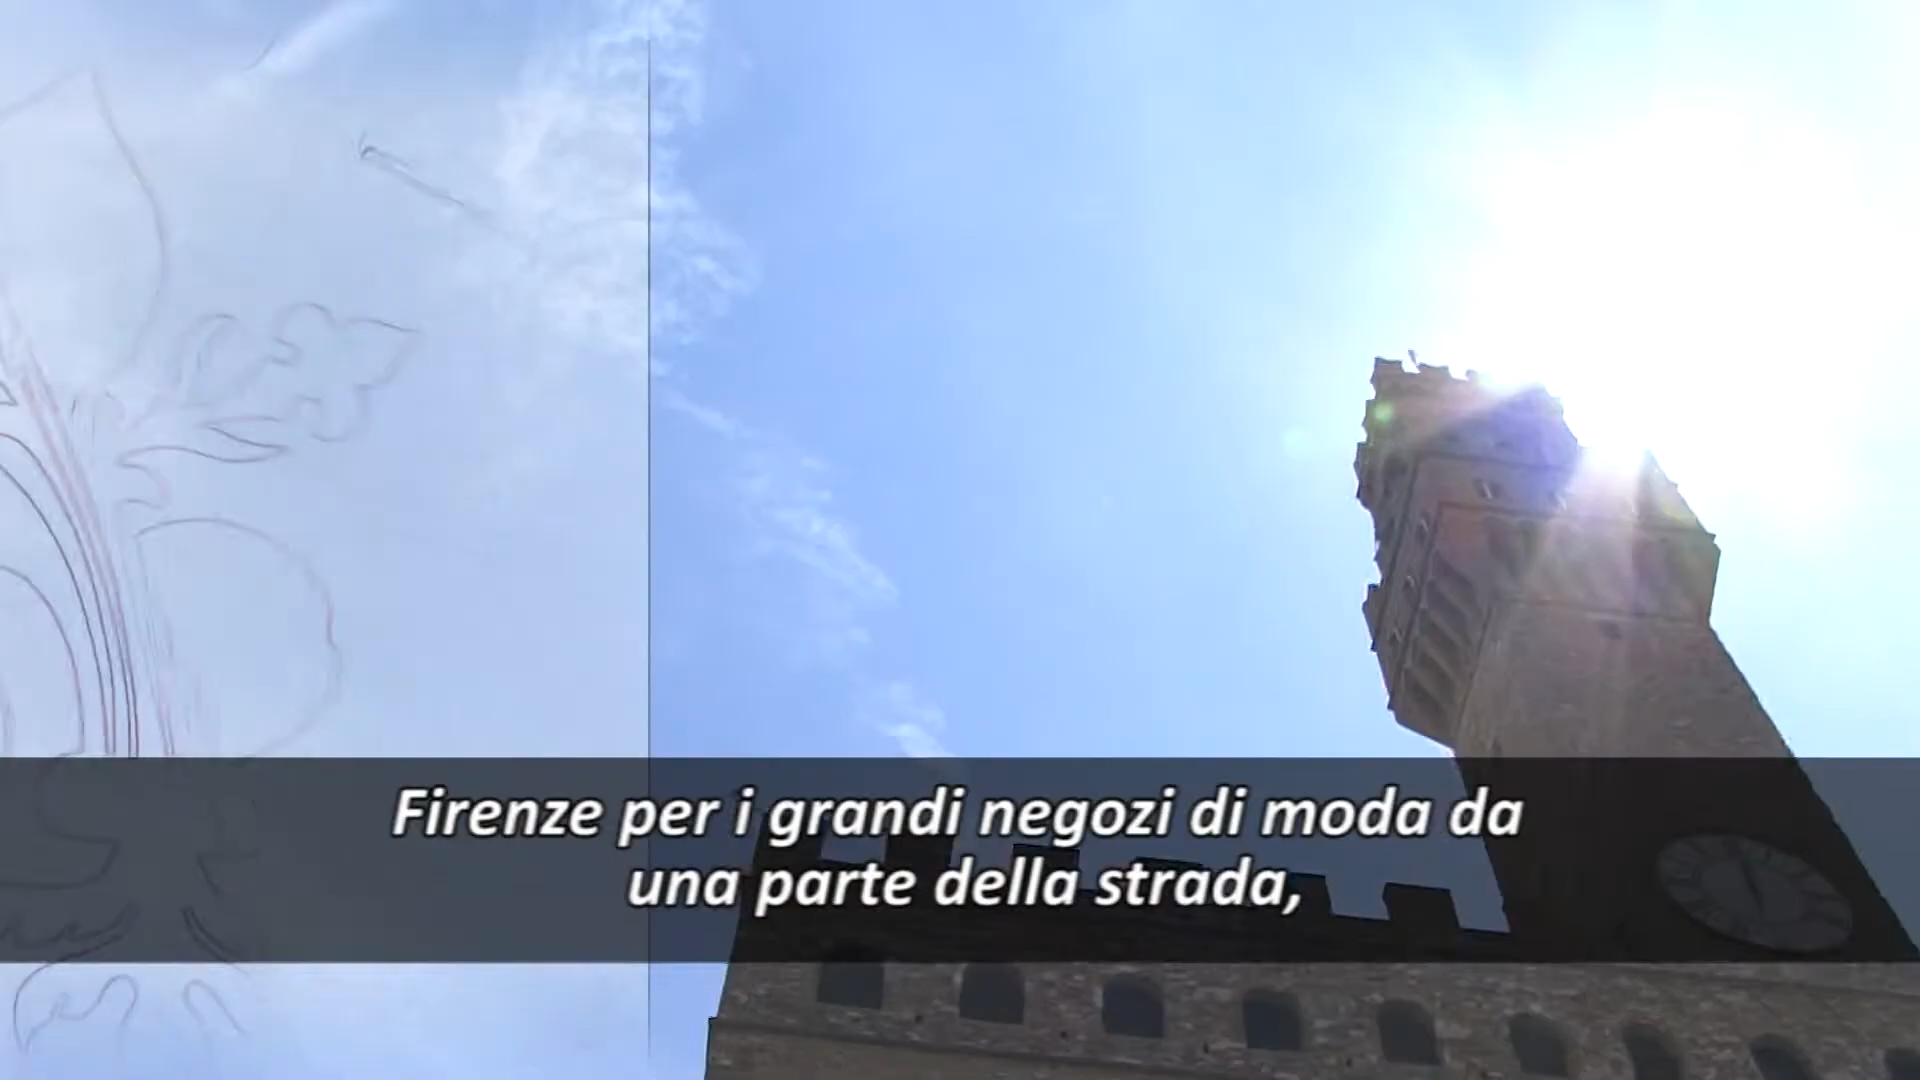 Firenze per i grandi negozi di moda da
una parte della strada,